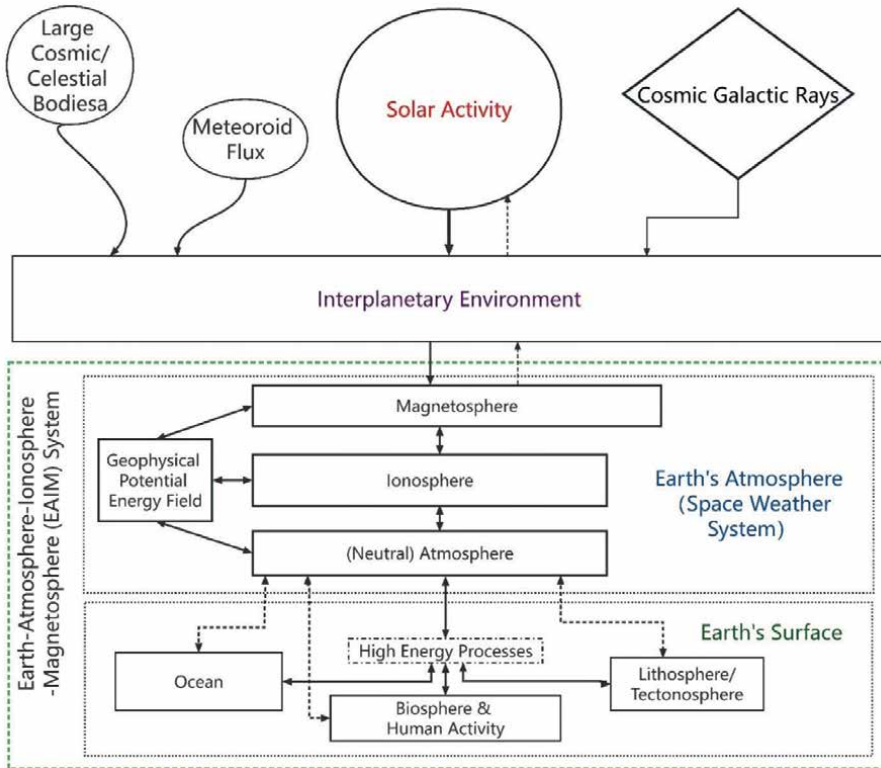 Large
Cosmic/
Celestial
Bodiesa
Meteoroid
Flux
Solar Activity
Cosmic Galactic Rays
Interplanetary Environment
Earth-Atmosphere-Ionosphere
-Magnetosphere (EAIM) System
Magnetosphere
Geophysical
Potential
Energy Field
Ionosphere
(Neutral) Atmosphere
Earth's Atmosphere
(Space Weather
System)
Earth's Surface
High Energy Processes
Ocean
Biosphere &
Human Activity
Lithosphere/
Tectonosphere